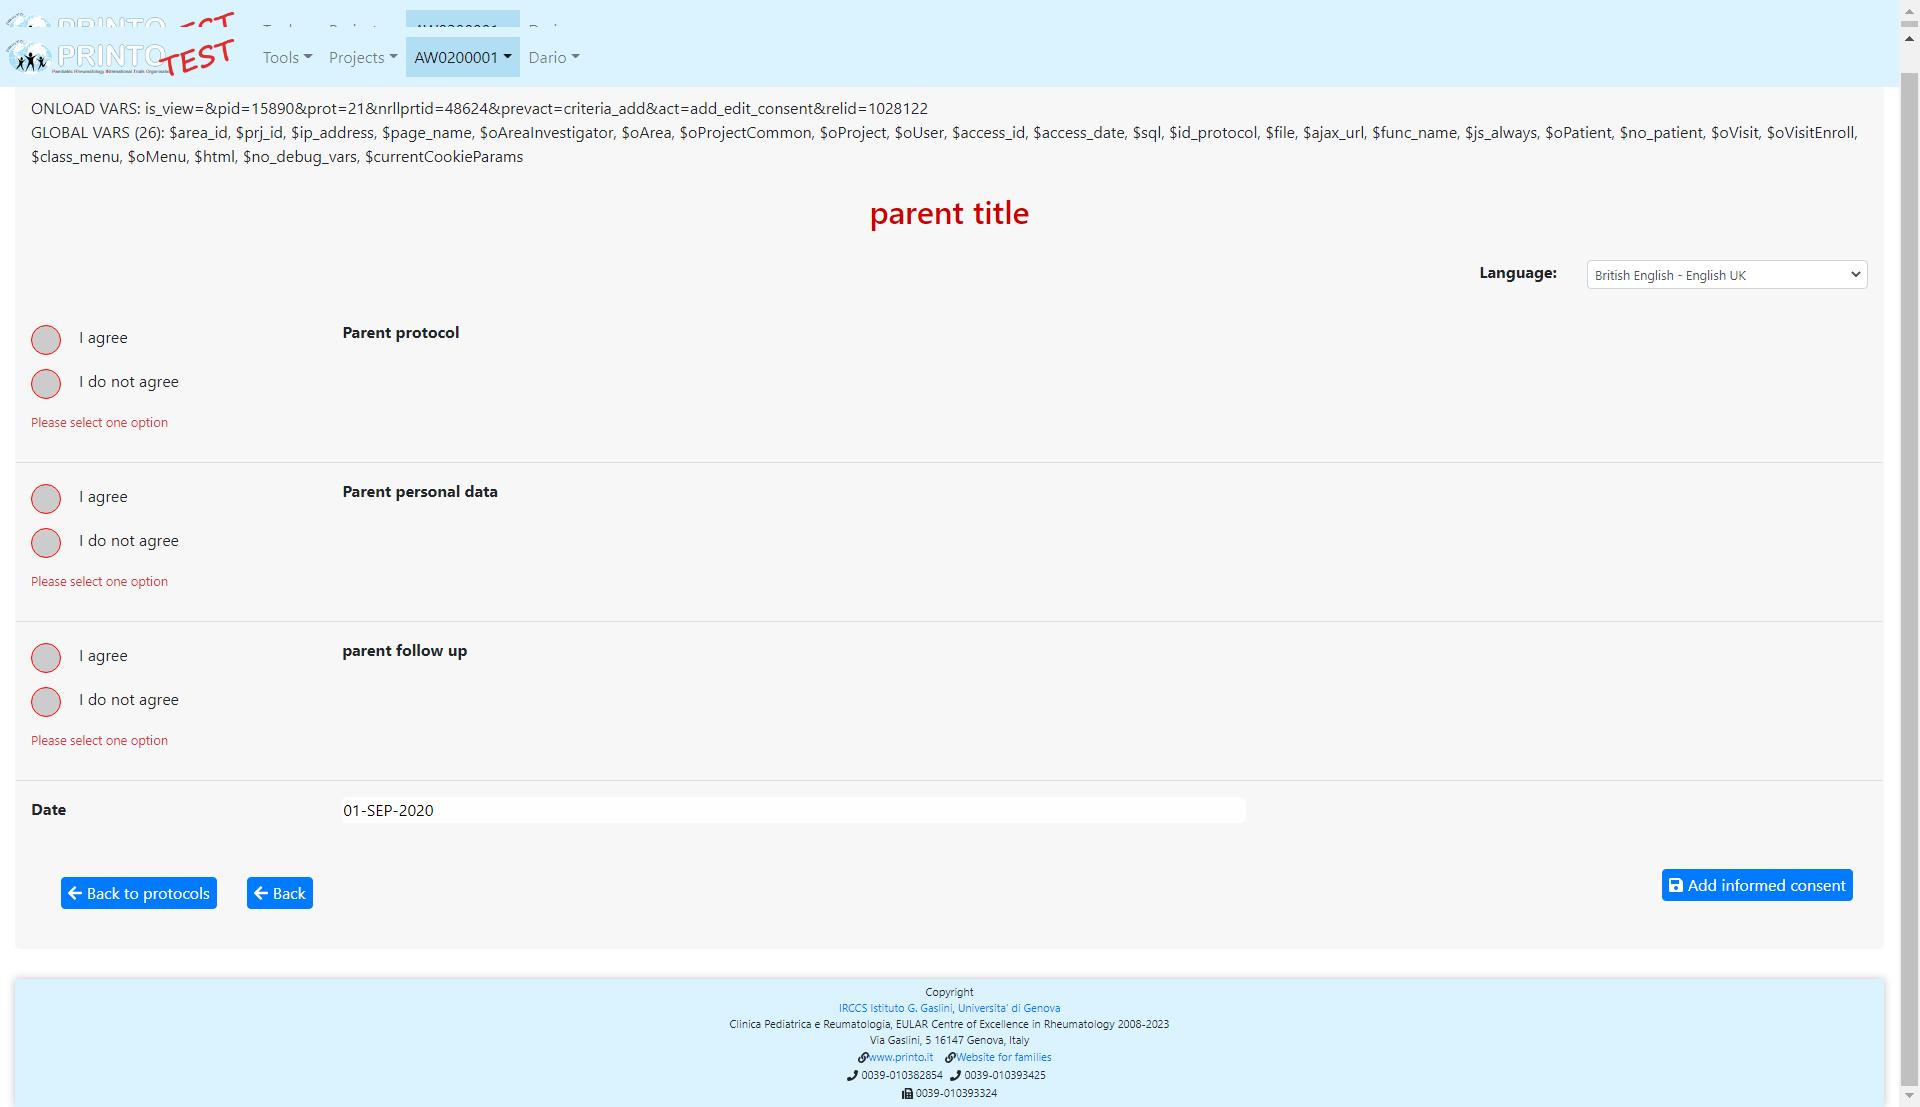 PRINTO TEST
Tools Projects AW0200001 Dario
ONLOAD VARS: is_view=&pid=15890&prot=21&nrllprtid=48624&prevact=criteria_add&act=add_edit_consent&relid=1028122
GLOBAL VARS (26): $area_id, $prj_id, $ip_address, $page_name, $oAreaInvestigator, $oArea, $oProjectCommon, $oProject, $oUser, $access_id, $access_date, $sql, $id_protocol, $file, $ajax_url, $func_name, $js_always, $oPatient, $no_patient, $oVisit, $oVisitEnroll,
$class_menu, $oMenu, $html, $no_debug_vars, $currentCookieParams
parent title
Language: British English - English UK
I agree Parent protocol
I do not agree
Please select one option
I agree Parent personal data
I do not agree
Please select one option
I agree parent follow up
I do not agree
Please select one option
Date 01-SEP-2020
Back to protocols Back Add informed consent
Copyright
IRCCS Istituto G. Gaslini, Universita' di Genova
Clinica Pediatrica e Reumatologia, EULAR Centre of Excellence in Rheumatology 2008-2023
Via Gaslini, 5 16147 Genova, Italy
www.printo.it Website for families
0039-010382854 0039-010393425
0039-010393324